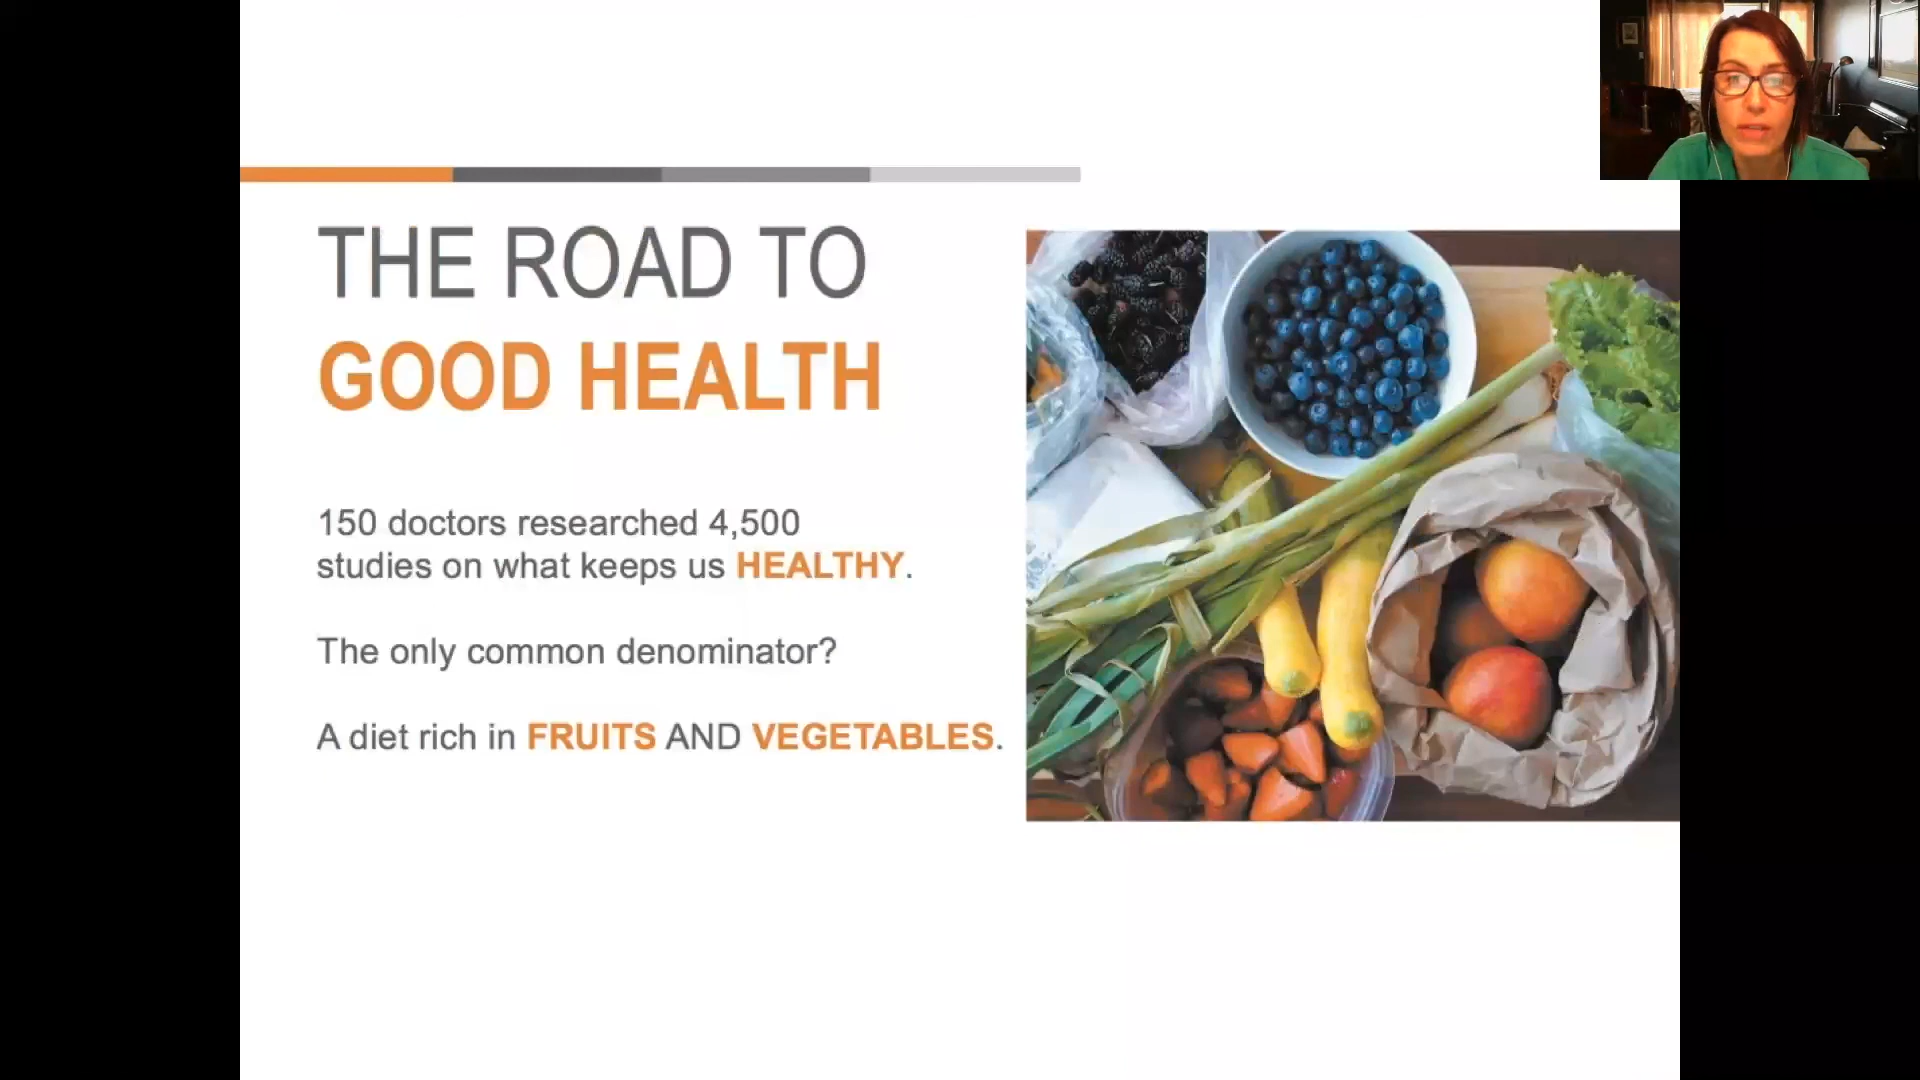 THE ROAD TO
GOOD HEALTH
150 doctors researched 4,500
studies on what keeps us HEALTHY.
The only common denominator?
A diet rich in FRUITS AND VEGETABLES.